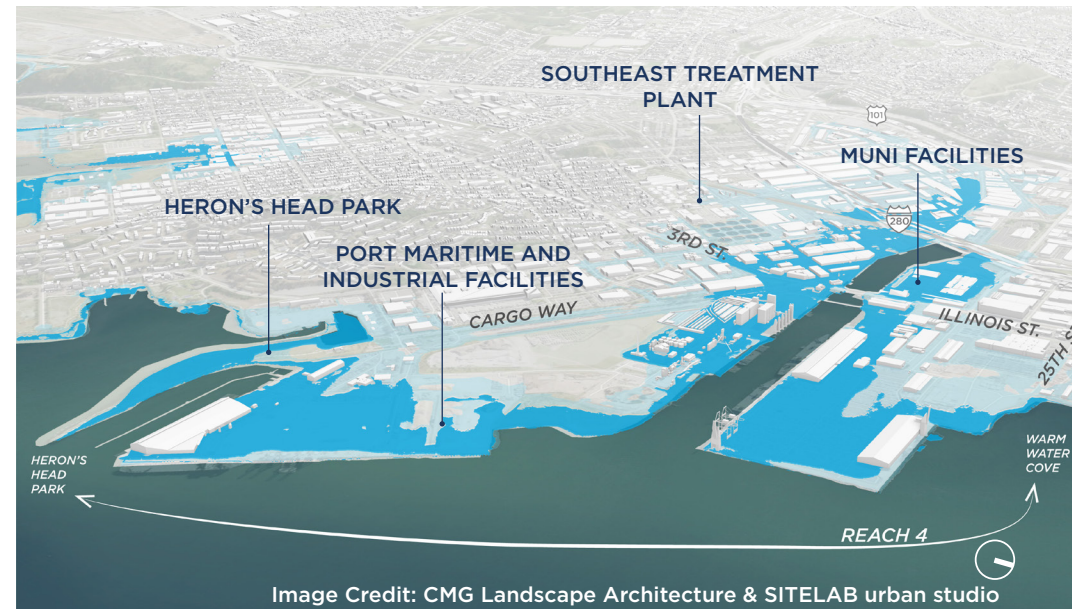 SOUTHEAST TREATMENT
PLANT
101
MUNI FACILITIES
HERON’S HEAD PARK
280
3RD ST.
PORT MARITIME AND
INDUSTRIAL FACILITIES
CARGO WAY
ILLINOIS ST.
25TH S
HERON’S
HEAD
PARK
WARM
WATER
COVE
REACH 4
Image Credit: CMG Landscape Architecture & SITELAB urban studio